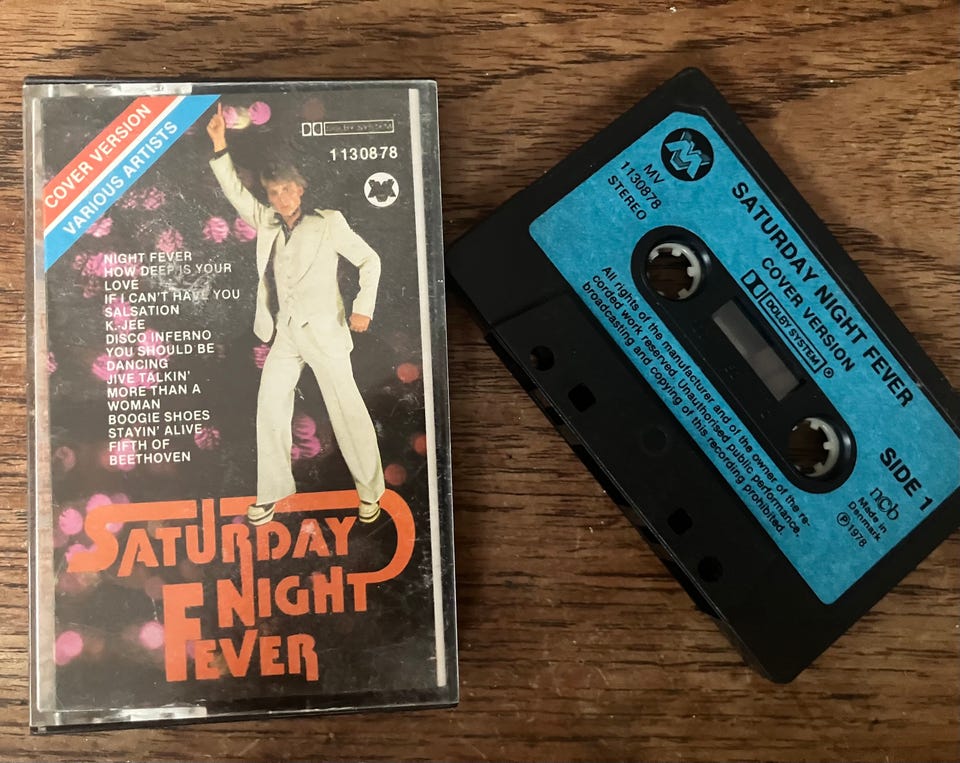 COVER VERSION
VARIOUS ARTISTS
DOLBY SYSTEM
1130878
NIGHT FEVER
HOW DEEP IS YOUR
LOVE
IF I CAN'T HAVE YOU
SALSATION
K.-JEE
DISCO INFERNO
YOU SHOULD BE
DANCING
JIVE TALKIN'
MORE THAN A
WOMAN
BOOGIE SHOES
STAYIN' ALIVE
FIFTH OF
BEETHOVEN
SATURDAY
NIGHT
FEVER
MV
1130878
STEREO
SATURDAY NIGHT FEVER
COVER VERSION
DOLBY SYSTEM ®
All rights of the manufacturer and of the owner of the re-
corded work reserved. Unauthorised public performance,
broadcasting and copying of this recording prohibited.
SIDE 1
ncb
Made in
Denmark
℗ 1978